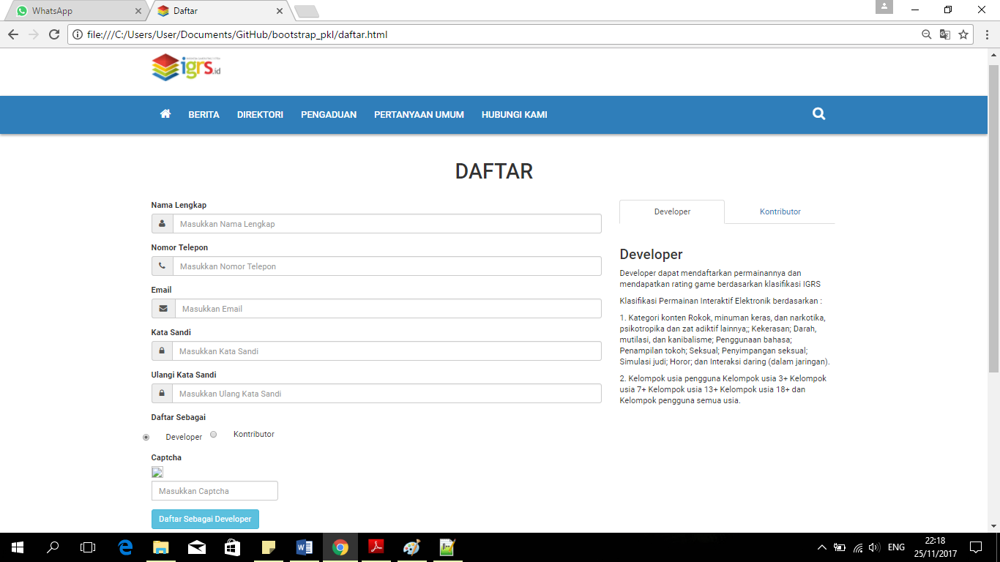 WhatsApp
Daftar
file:///C:/Users/User/Documents/GitHub/bootstrap_pkl/daftar.html
igrs.id
BERITA DIREKTORI PENGADUAN PERTANYAAN UMUM HUBUNGI KAMI
DAFTAR
Nama Lengkap
Masukkan Nama Lengkap
Nomor Telepon
Masukkan Nomor Telepon
Email
Masukkan Email
Kata Sandi
Masukkan Kata Sandi
Ulangi Kata Sandi
Masukkan Ulang Kata Sandi
Daftar Sebagai
Developer
Kontributor
Captcha
Masukkan Captcha
Daftar Sebagai Developer
Developer
Kontributor
Developer
Developer dapat mendaftarkan permainannya dan
mendapatkan rating game berdasarkan klasifikasi IGRS
Klasifikasi Permainan Interaktif Elektronik berdasarkan :
1. Kategori konten Rokok, minuman keras, dan narkotika,
psikotropika dan zat adiktif lainnya;; Kekerasan; Darah,
mutilasi, dan kanibalisme; Penggunaan bahasa;
Penampilan tokoh; Seksual; Penyimpangan seksual;
Simulasi judi; Horor; dan Interaksi daring (dalam jaringan).
2. Kelompok usia pengguna Kelompok usia 3+ Kelompok
usia 7+ Kelompok usia 13+ Kelompok usia 18+ dan
Kelompok pengguna semua usia.
ENG
22:18
25/11/2017